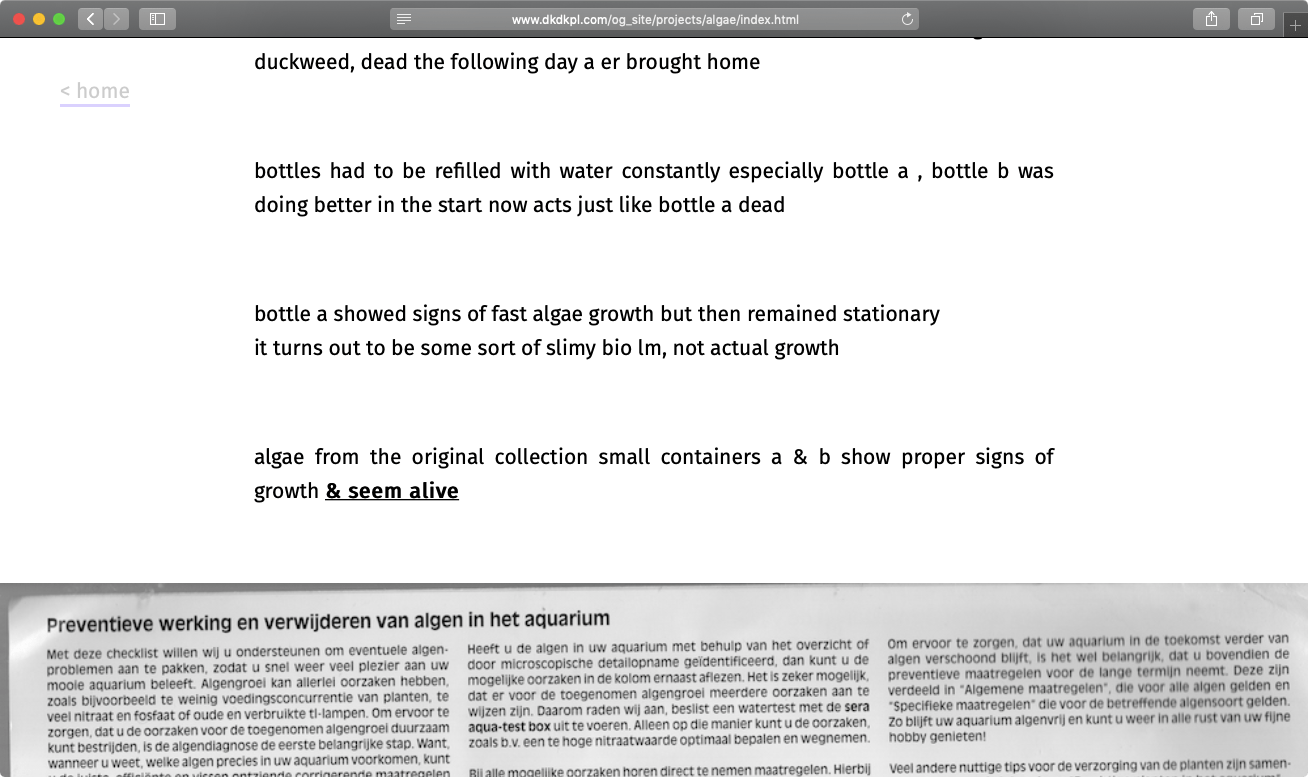 www.dkdkpl.com/og_site/projects/algae/index.html
duckweed, dead the following day a er brought home
< home
bottles had to be refilled with water constantly especially bottle a , bottle b was
doing better in the start now acts just like bottle a dead
bottle a showed signs of fast algae growth but then remained stationary
it turns out to be some sort of slimy bio lm, not actual growth
algae from the original collection small containers a & b show proper signs of
growth & seem alive
Preventieve werking en verwijderen van algen in het aquarium
Met deze checklist willen wij u ondersteunen om eventuele algen-
problemen aan te pakken, zodat u snel weer veel plezier aan uw
mooie aquarium beleeft. Algengroei kan allerlei oorzaken hebben,
zoals bijvoorbeeld te weinig voedingsconcurrentie van planten, te
veel nitraat en fosfaat of oude en verbruikte tl-lampen. Om ervoor te
zorgen, dat u de oorzaken voor de toegenomen algengroei duurzaam
kunt bestrijden, is de algendiagnose de eerste belangrijke stap. Want,
wanneer u weet, welke algen precies in uw aquarium voorkomen, kunt
u de juiste, efficiënte en vissen ontziende corrigerende maatregelen
Heeft u de algen in uw aquarium met behulp van het overzicht of
door microscopische detailopname geïdentificeerd, dan kunt u de
mogelijke oorzaken in de kolom ernaast aflezen. Het is zeker mogelijk,
dat er voor de toegenomen algengroei meerdere oorzaken aan te
wijzen zijn. Daarom raden wij aan, beslist een watertest met de sera
aqua-test box uit te voeren. Alleen op die manier kunt u de oorzaken,
zoals b.v. een te hoge nitraatwaarde optimaal bepalen en wegnemen.
Bij alle mogelijke oorzaken horen direct te nemen maatregelen. Hierbij
Om ervoor te zorgen, dat uw aquarium in de toekomst verder van
algen verschoond blijft, is het wel belangrijk, dat u bovendien de
preventieve maatregelen voor de lange termijn neemt. Deze zijn
verdeeld in "Algemene maatregelen", die voor alle algen gelden en
"Specifieke maatregelen" die voor de betreffende algensoort gelden.
Zo blijft uw aquarium algenvrij en kunt u weer in alle rust van uw fijne
hobby genieten!
Veel andere nuttige tips voor de verzorging van de planten zijn samen-